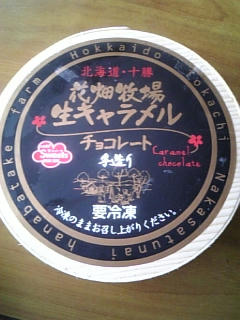 Hokkaido Tokachi Nakasatunai hanabatake farm
北海道・十勝
花畑牧場
生キャラメル
チョコレート
手造り
Caramel
chocolate
Sweets
要冷凍
冷凍のままお召し上がりください。